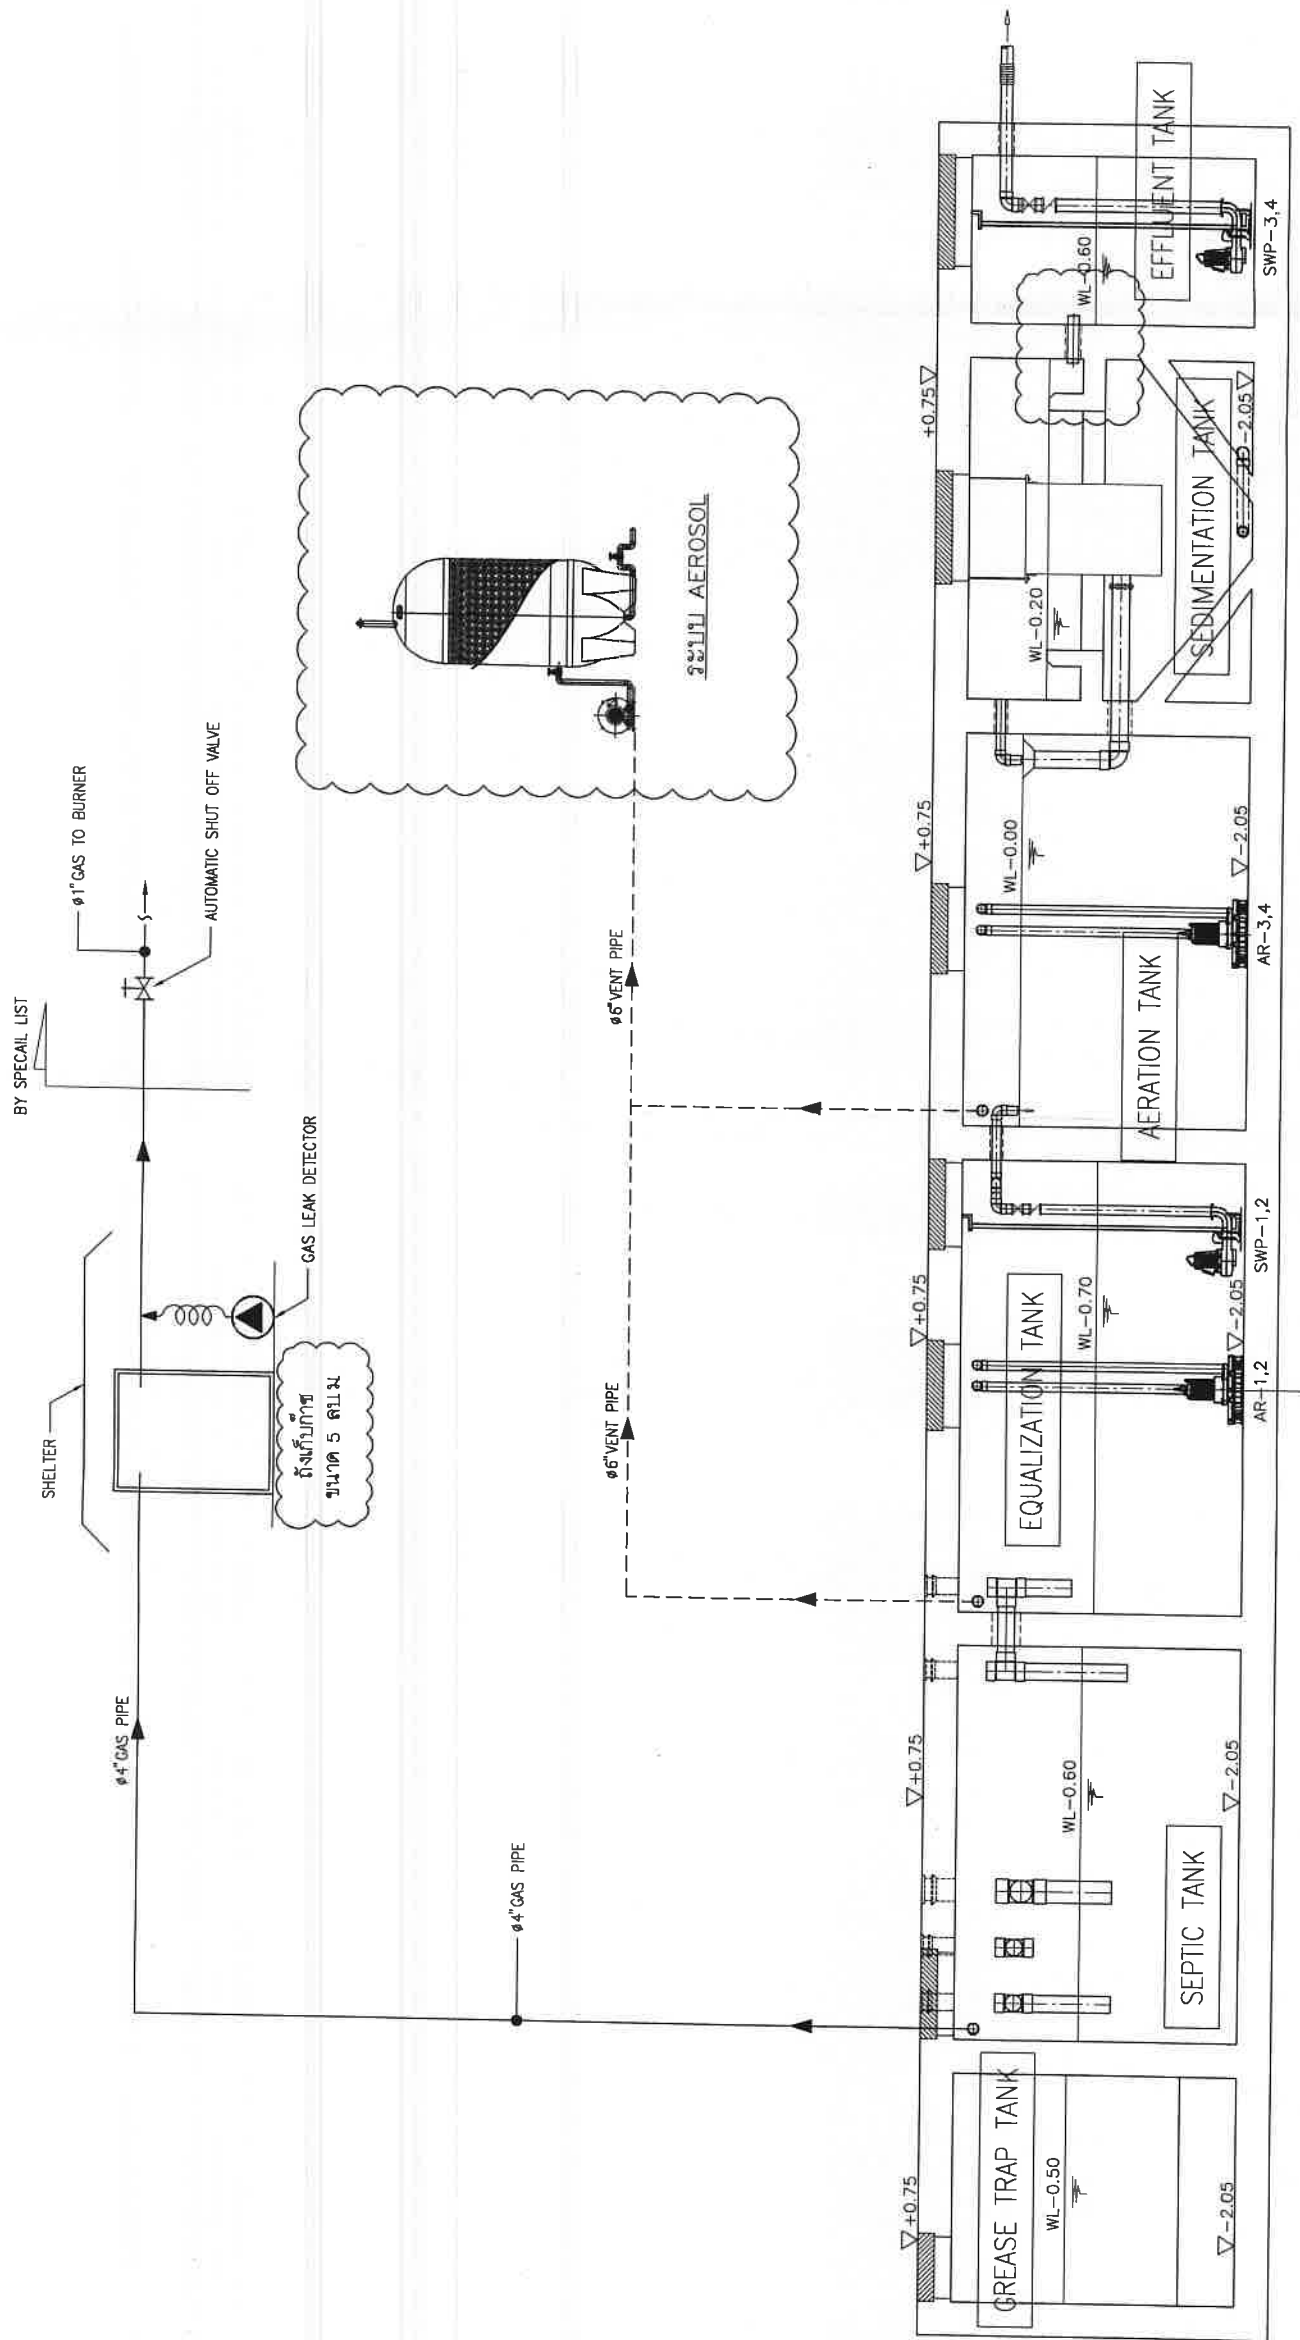 BY SPECAIL LIST
ø1"GAS TO BURNER
AUTOMATIC SHUT OFF VALVE
SHELTER
GAS LEAK DETECTOR
ถังเก็บก๊าซ
ขนาด 5 ลบ.ม
ø4"GAS PIPE
ø4"GAS PIPE
ระบบ AEROSOL
ø6"VENT PIPE
ø6"VENT PIPE
▽+0.75
▽+0.75
▽+0.75
▽+0.75
+0.75▽
GREASE TRAP TANK
WL-0.50
▽-2.05
SEPTIC TANK
WL-0.60
▽-2.05
EQUALIZATION TANK
WL-0.70
▽-2.05
AR-1,2
SWP-1,2
AERATION TANK
WL-0.00
▽-2.05
AR-3,4
SEDIMENTATION TANK
WL-0.20
-2.05▽
EFFLUENT TANK
WL-0.60
SWP-3,4